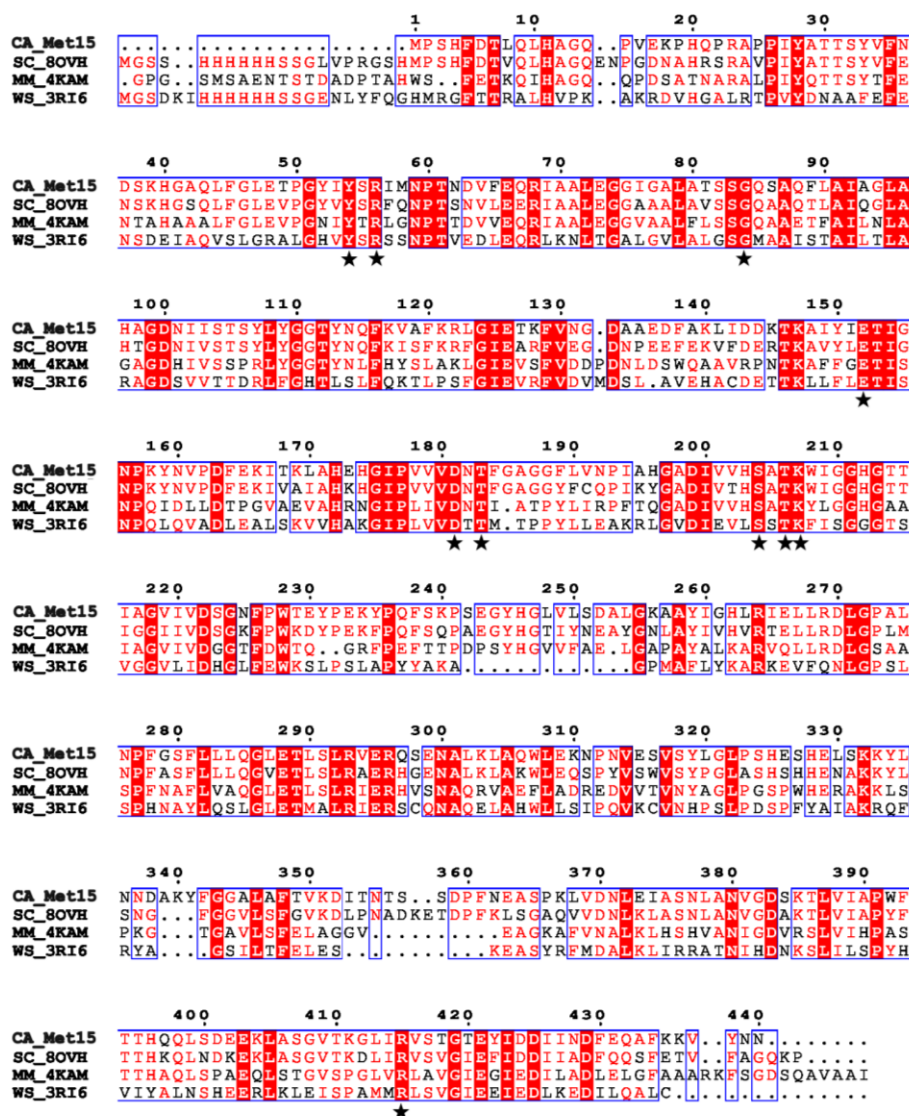 1 10 20 30
CA_Met15 ......................MPSHFDTLQLHAGQ..PVEKPHQPRAPPIYATTSYVFN
SC_8OVH MGSS..HHHHHHSSGLVPRGSHMPSHFDTVQLHAGQENPGDNAHRSRAVPIYATTSYVFE
MM_4KAM .GPG.SMSAENTSTDADPTAHWS..FETKQIHAGQ..QPDSATNARALPIYQTTSYTFE
WS_3RI6 MGSDKIHHHHHHSSGENLYFQGHMRGFTTRALHVPK..AKRDVHGALRTPVYDNAAFEFE
40 50 60 70 80 90
CA_Met15 DSKHGAQLFGLETPGYIYSRIMNPTNDVFEQRIAALEGGIGALATSSGQSAQFLAIAGLA
SC_8OVH NSKHGSQLFGLEVPGYVYSRFQNPTSNVLEERIAALEGGAAALAVSSGQAAQTLAIQGLA
MM_4KAM NTAHAAALFGLEVPGNIYTRLGNPTTDVVEQRIAALEGGVAALFLSSGQAAETFAILNLA
WS_3RI6 NSDEIAQVSLGRALGHVYSRSSNPTVEDLEQRLKNLTGALGVLALGSGMAAISTAILTLA
100 110 120 130 140 150
CA_Met15 HAGDNIISTSYLYGGTYNQFKVAFKRLGIETKFVNG.DAAEDFAKLIDDKTKAIYIETIG
SC_8OVH HTGDNIVSTSYLYGGTYNQFKISFKRFGIEARFVEG.DNPEEFEKVFDERTKAVYLETIG
MM_4KAM GAGDHIVSSPRLYGGTYNLFHYSLAKLGIEVSFVDDPDNLDSWQAAVRPNTKAFFGETIS
WS_3RI6 RAGDSVVTTDRLFGHTLSLFQKTLPSFGIEVRFVDVMDSL.AVEHACDETTKLLFLETIS
160 170 180 190 200 210
CA_Met15 NPKYNVPDFEKITKLAHEHGIPVVVDNTFGAGGFLVNPIAHGADIVVHSATKWIGGHGTT
SC_8OVH NPKYNVPDFEKIVAIAHKHGIPVVVDNTFGAGGYFCQPIKYGADIVTHSATKWIGGHGTT
MM_4KAM NPQIDLLDTPGVAEVAHRNGIPLIVDNTI.ATPYLIRPFTQGADIVVHSATKYLGGHGAA
WS_3RI6 NPQLQVADLEALSKVVHAKGIPLIVDTTM.TPPYLLEAKRLGVDIEVLSSTKFISGGGTS
220 230 240 250 260 270
CA_Met15 IAGVIVDSGNFPWTEYPEKYPQFSKPSEGYHGLVLSDALGKAAYIGHLRIELLRDLGPAL
SC_8OVH IGGIIVDSGKFPWKDYPEKFPQFSQPAEGYHGTIYNEAYGNLAYIVHVRTELLRDLGPLM
MM_4KAM IAGVIVDGGTFDWTQ..GRFPEFTTPDPSYHGVVFAE.LGAPAYALKARVQLLRDLGSAA
WS_3RI6 VGGVLIDHGLFEWKSLPSLAPYYAKA.............GPMAFLYKARKEVFQNLGPSL
280 290 300 310 320 330
CA_Met15 NPFGSFLLLQGLETLSLRVERQSENALKLAQWLEKNPNVESVSYLGLPSHESHELSKKYL
SC_8OVH NPFASFLLLQGVETLSLRAERHGENALKLAKWLEQSPYVSWVSYPGLASHSHHENAKKYL
MM_4KAM SPFNAFLVAQGLETLSLRIERHVSNAQRVAEFLADREDVVTVNYAGLPGSPWHERAKKLS
WS_3RI6 SPHNAYLQSLGLETMALRIERSCQNAQELAHWLLSIPQVKCVNHPSLPDSPFYAIAKRQF
340 350 360 370 380 390
CA_Met15 NNDAKYFGGALAFTVKDITNTS..SDPFNEASPKLVDNLEIASNLANVGDSKTLVIAPWF
SC_8OVH SNG...FGGVLSFGVKDLPNADKETDPFKLSGAQVVDNLKLASNLANVGDAKTLVIAPYF
MM_4KAM PKG...TGAVLSFELAGGV..........EAGKAFVNALKLHSHVANIGDVRSLVIHPAS
WS_3RI6 RYA....GSILTFELES............KEASYRFMDALKLIRRATNIHDNKSLILSPYH
400 410 420 430 440
CA_Met15 TTHQQLSDEEKLASGVTKGLIRVSTGTEYIDDIINDFEQAFKKV..YNN.......
SC_8OVH TTHKQLNDKEKLASGVTKDLIRVSVGIEFIDDIIADFQQSFETV..FAGQKP.....
MM_4KAM TTHAQLSPAEQLSTGVSPGLVRLAVGIEGIEDILADLELGFAAARKFSGDSQAVAAI
WS_3RI6 VIYALNSHEERLKLEISPAMMRLSVGIEEIEDLKEDILQALC...............